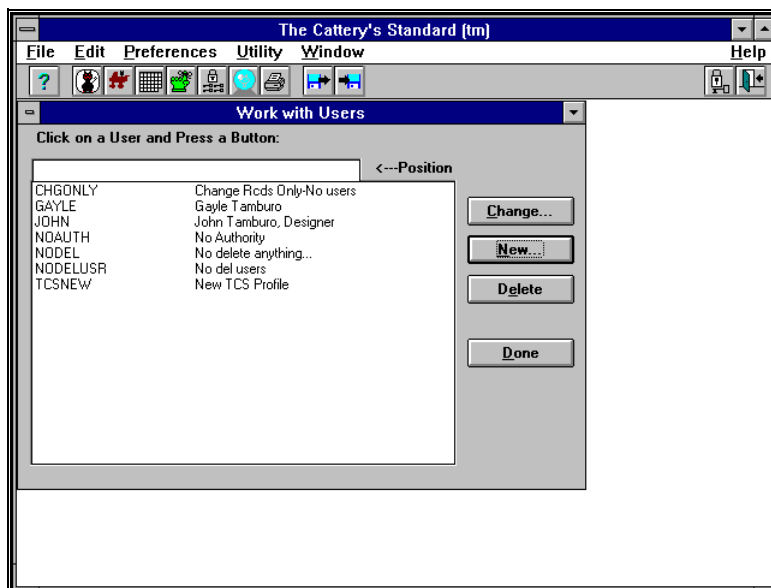 The Cattery's Standard (tm)
File Edit Preferences Utility Window Help
?
Work with Users
Click on a User and Press a Button:
<---Position
CHGONLY Change Rcds Only-No users
GAYLE Gayle Tamburo
JOHN John Tamburo, Designer
NOAUTH No Authority
NODEL No delete anything...
NODELUSR No del users
TCSNEW New TCS Profile
Change...
New...
Delete
Done